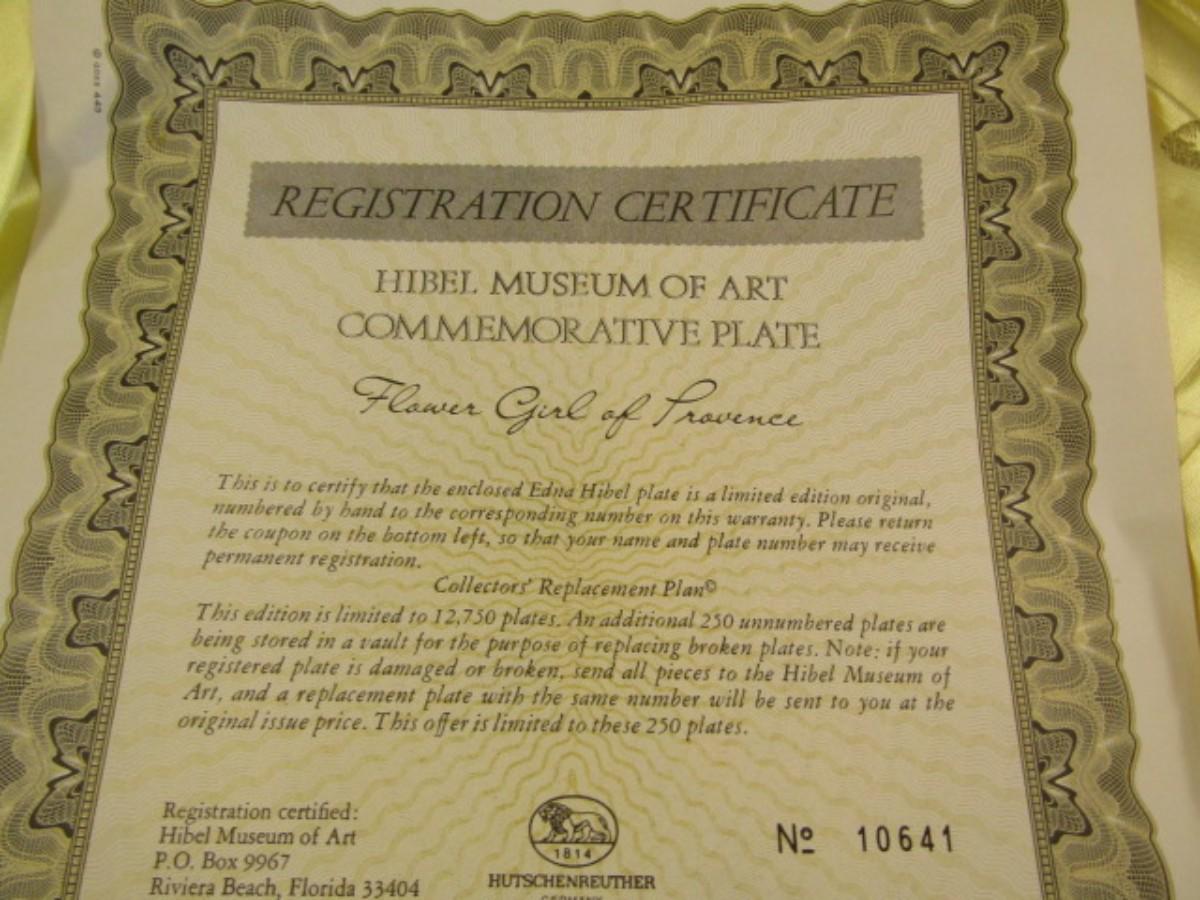 © GOES 449
REGISTRATION CERTIFICATE
HIBEL MUSEUM OF ART
COMMEMORATIVE PLATE
Flower Girl of Provence
This is to certify that the enclosed Edna Hibel plate is a limited edition original,
numbered by hand to the corresponding number on this warranty. Please return
the coupon on the bottom left, so that your name and plate number may receive
permanent registration.
Collectors' Replacement Plan©
This edition is limited to 12,750 plates. An additional 250 unnumbered plates are
being stored in a vault for the purpose of replacing broken plates. Note: if your
registered plate is damaged or broken, send all pieces to the Hibel Museum of
Art, and a replacement plate with the same number will be sent to you at the
original issue price. This offer is limited to these 250 plates.
Registration certified:
Hibel Museum of Art
P.O. Box 9967
Riviera Beach, Florida 33404
1814
HUTSCHENREUTHER
GERMANY
Nº 10641